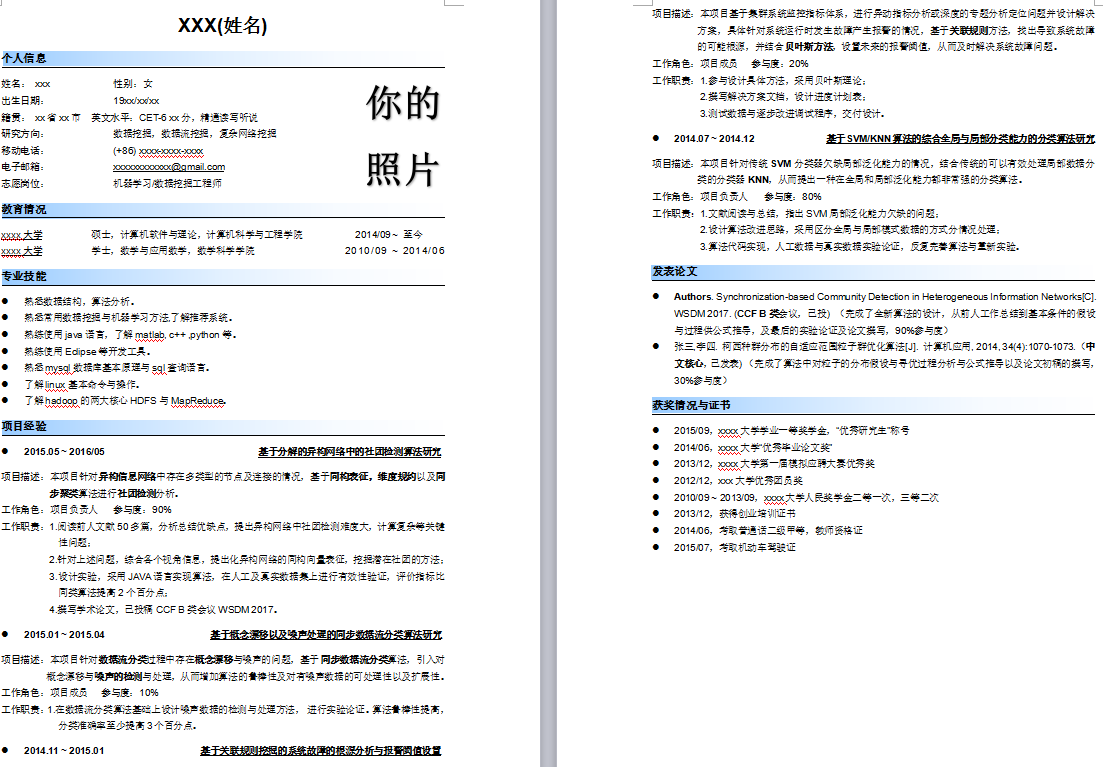 XXX(姓名)
个人信息
姓名： xxx 性别：女
出生日期： 19xx/xx/xx
籍贯： xx 省 xx 市 英文水平：CET-6 xx 分，精通读写听说
研究方向： 数据挖掘，数据流挖掘，复杂网络挖掘
移动电话： (+86) xxxx-xxxx-xxxx
电子邮箱： xxxxxxxxxxxx@gmail.com
志愿岗位： 机器学习/数据挖掘工程师
你的
照片
教育情况
xxxx 大学 硕士，计算机软件与理论，计算机科学与工程学院 2014/09 ~ 至今
xxxx 大学 学士，数学与应用数学，数学科学学院 2010/09 ~ 2014/06
专业技能
● 熟悉数据结构，算法分析。
● 熟悉常用数据挖掘与机器学习方法,了解推荐系统。
● 熟练使用 java 语言，了解 matlab, c++ ,python 等。
● 熟练使用 Eclipse 等开发工具。
● 熟悉 mysql 数据库基本原理与 sql 查询语言。
● 了解 linux 基本命令与操作。
● 了解 hadoop 的两大核心 HDFS 与 MapReduce。
项目经验
● 2015.05 ~ 2016/05 基于分解的异构网络中的社团检测算法研究
项目描述：本项目针对异构信息网络中存在多类型的节点及连接的情况，基于同构表征，维度规约以及同
步聚类算法进行社团检测分析。
工作角色：项目负责人 参与度：90%
工作职责：1.阅读前人文献 50 多篇，分析总结优缺点，提出异构网络中社团检测难度大，计算复杂等关键
性问题；
2.针对上述问题，综合各个视角信息，提出化异构网络的同构向量表征，挖掘潜在社团的方法；
3.设计实验，采用 JAVA 语言实现算法，在人工及真实数据集上进行有效性验证，评价指标比
同类算法提高 2 个百分点；
4.撰写学术论文，已投稿 CCF B 类会议 WSDM 2017。
● 2015.01 ~ 2015.04 基于概念漂移以及噪声处理的同步数据流分类算法研究
项目描述：本项目针对数据流分类过程中存在概念漂移与噪声的问题，基于 同步数据流分类算法，引入对
概念漂移与噪声的检测与处理，从而增加算法的鲁棒性及对有噪声数据的可处理性以及扩展性。
工作角色：项目成员 参与度：10%
工作职责：1.在数据流分类算法基础上设计噪声数据的检测与处理方法， 进行实验论证。算法鲁棒性提高，
分类准确率至少提高 3 个百分点。
● 2014.11 ~ 2015.01 基于关联规则挖掘的系统故障的根源分析与报警阈值设置
项目描述：本项目基于集群系统监控指标体系，进行异动指标分析或深度的专题分析定位问题并设计解决
方案，具体针对系统运行时发生故障产生报警的情况，基于关联规则方法，找出导致系统故障
的可能根源，并结合贝叶斯方法，设置未来的报警阈值，从而及时解决系统故障问题。
工作角色：项目成员 参与度：20%
工作职责：1.参与设计具体方法，采用贝叶斯理论；
2.撰写解决方案文档，设计进度计划表；
3.测试数据与逐步改进调试程序，交付设计。
● 2014.07 ~ 2014.12 基于 SVM/KNN 算法的综合全局与局部分类能力的分类算法研究
项目描述：本项目针对传统 SVM 分类器欠缺局部泛化能力的情况，结合传统的可以有效处理局部数据分
类的分类器 KNN，从而提出一种在全局和局部泛化能力都非常强的分类算法。
工作角色：项目负责人 参与度：80%
工作职责：1.文献阅读与总结，指出 SVM 局部泛化能力欠缺的问题；
2.设计算法改进思路，采用区分全局与局部模式数据的方式分情况处理；
3.算法代码实现，人工数据与真实数据实验论证，反复完善算法与重新实验。
发表论文
● Authors. Synchronization-based Community Detection in Heterogeneous Information Networks[C].
WSDM 2017. (CCF B 类会议，已投) （完成了全新算法的设计，从前人工作总结到基本条件的假设
与过程供公式推导，及最后的实验论证及论文撰写，90%参与度）
● 张三,李四. 柯西种群分布的自适应范围粒子群优化算法[J]. 计算机应用, 2014, 34(4):1070-1073.（中
文核心，已发表) （完成了算法中对粒子的分布假设与寻优过程分析与公式推导以及论文初稿的撰写，
30%参与度）
获奖情况与证书
● 2015/09，xxxx 大学学业一等奖学金，“优秀研究生”称号
● 2014/06，xxxx 大学“优秀毕业论文奖”
● 2013/12，xxxx 大学第一届模拟应聘大赛优秀奖
● 2012/12，xxx 大学优秀团员奖
● 2010/09 ~ 2013/09，xxxx 大学人民奖学金二等一次，三等二次
● 2013/12，获得创业培训证书
● 2014/06，考取普通话二级甲等，教师资格证
● 2015/07，考取机动车驾驶证